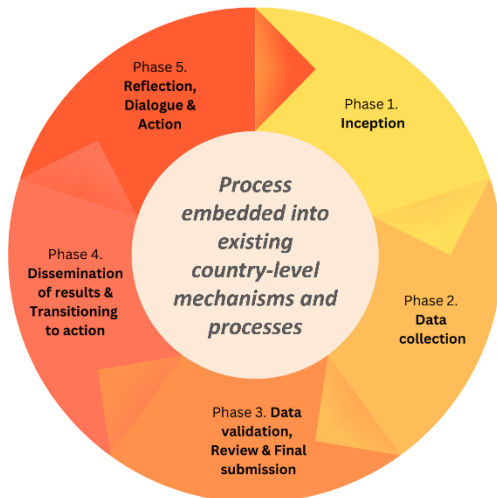 Phase 1.
Inception
Phase 2.
Data
collection
Phase 3. Data
validation,
Review & Final
submission
Phase 4.
Dissemination
of results &
Transitioning
to action
Phase 5.
Reflection,
Dialogue &
Action
Process
embedded into
existing
country-level
mechanisms and
processes